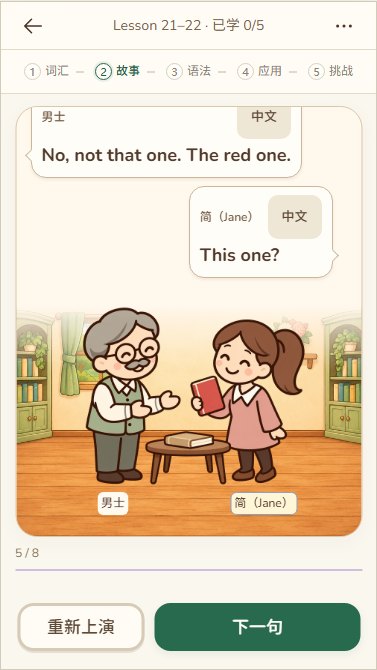 Lesson 21–22 · 已学 0/5
1 词汇 – 2 故事 – 3 语法 – 4 应用 – 5 挑战
男士 中文
No, not that one. The red one.
简（Jane） 中文
This one?
男士 简（Jane）
5 / 8
重新上演 下一句